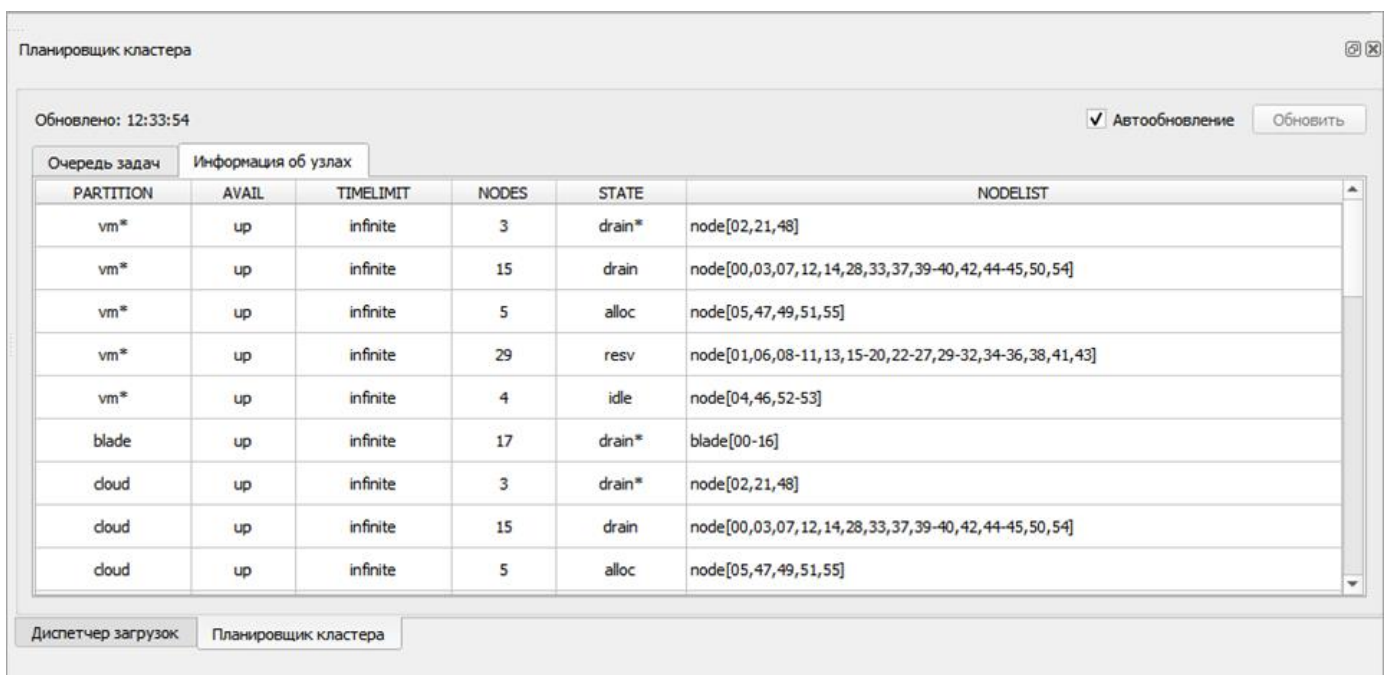 Планировщик кластера
Обновлено: 12:33:54 Автообновление Обновить
Очередь задач Информация об узлах
PARTITION AVAIL TIMELIMIT NODES STATE NODELIST
vm* up infinite 3 drain* node[02,21,48]
vm* up infinite 15 drain node[00,03,07,12,14,28,33,37,39-40,42,44-45,50,54]
vm* up infinite 5 alloc node[05,47,49,51,55]
vm* up infinite 29 resv node[01,06,08-11,13,15-20,22-27,29-32,34-36,38,41,43]
vm* up infinite 4 idle node[04,46,52-53]
blade up infinite 17 drain* blade[00-16]
cloud up infinite 3 drain* node[02,21,48]
cloud up infinite 15 drain node[00,03,07,12,14,28,33,37,39-40,42,44-45,50,54]
cloud up infinite 5 alloc node[05,47,49,51,55]
Диспетчер загрузок Планировщик кластера